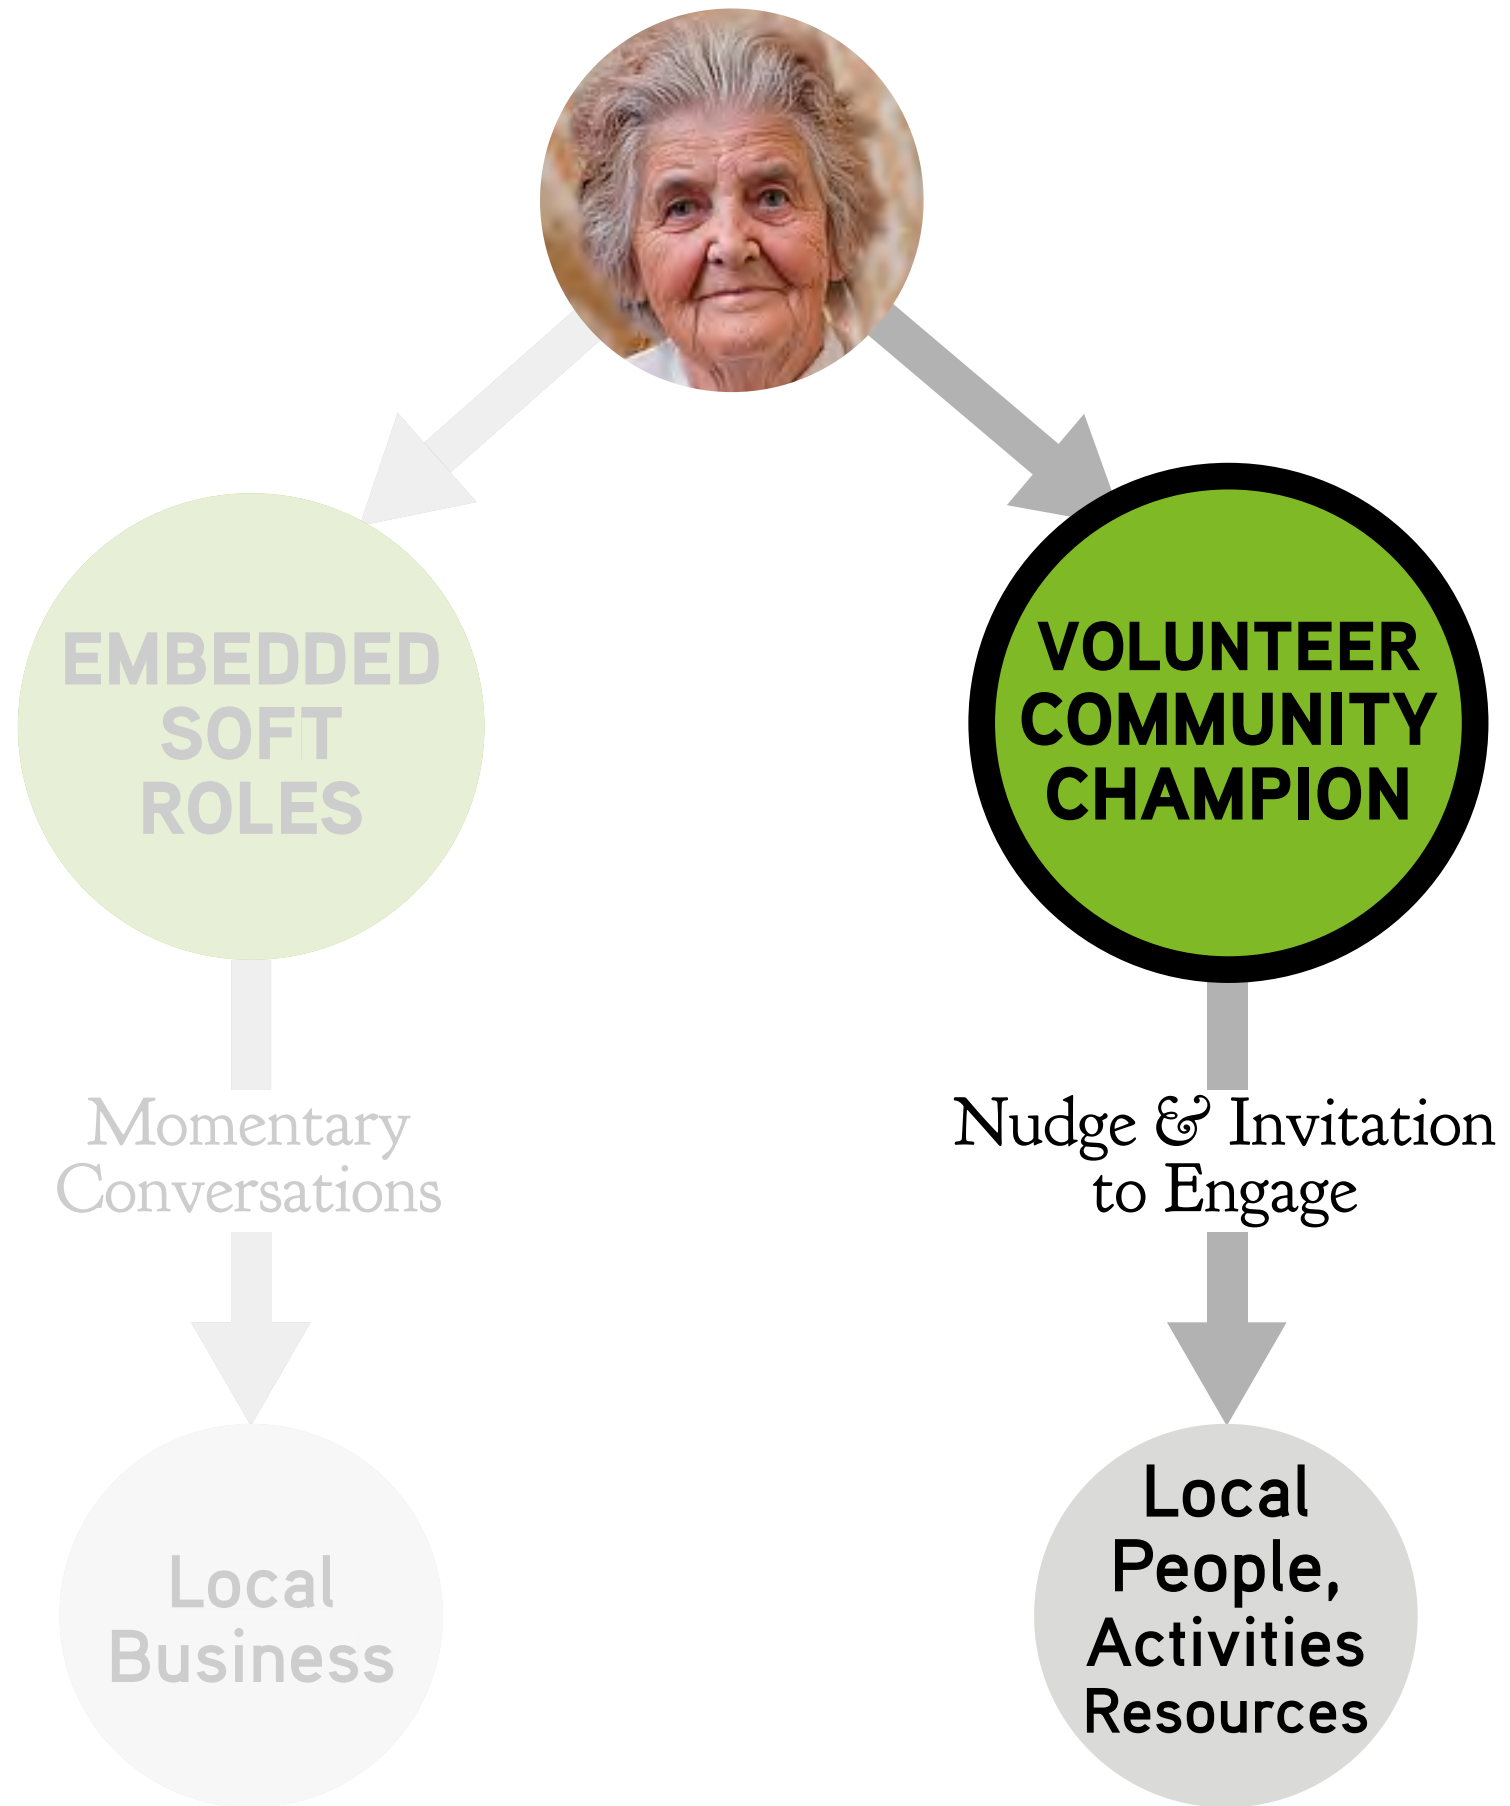 EMBEDDED
SOFT
ROLES
Momentary
Conversations
Local
Business
VOLUNTEER
COMMUNITY
CHAMPION
Nudge & Invitation
to Engage
Local
People,
Activities
Resources